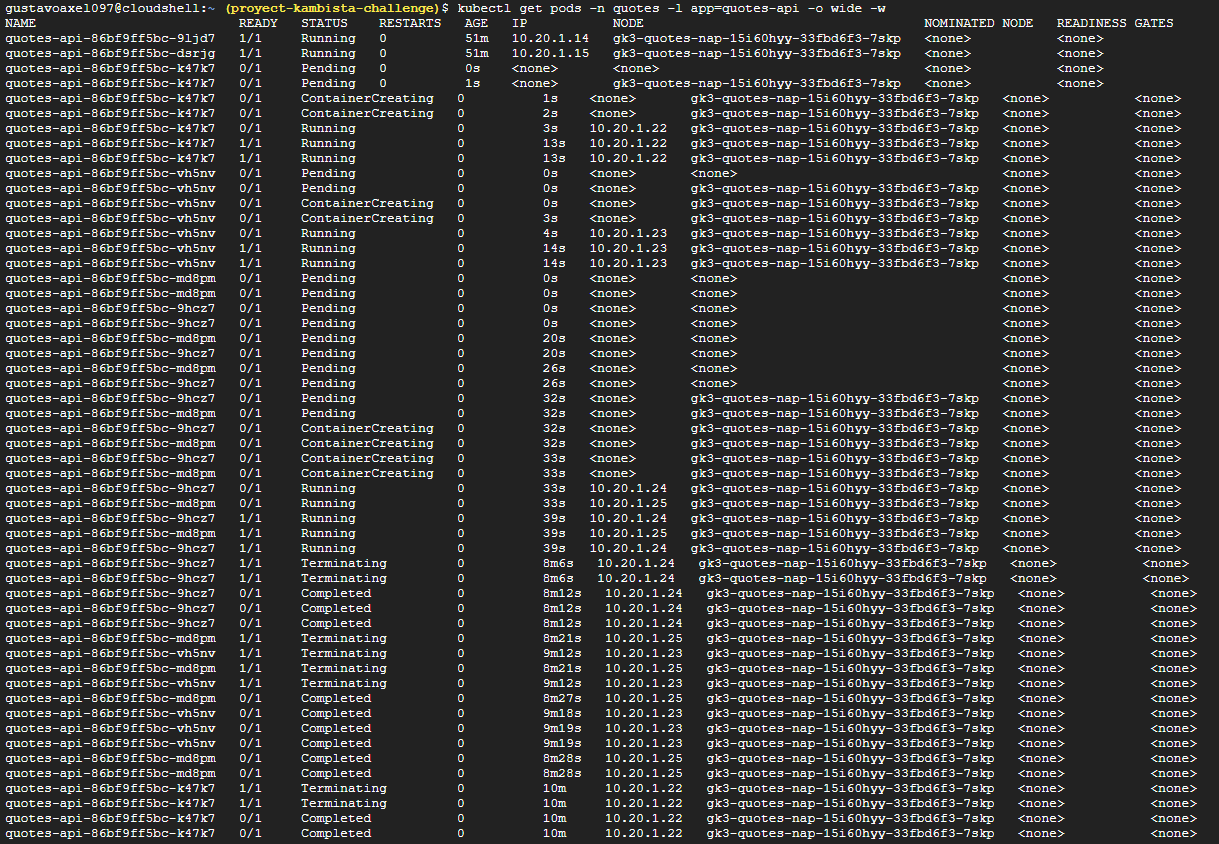 gustavoaxel097@cloudshell:~ (proyect-kambista-challenge)$ kubectl get pods -n quotes -l app=quotes-api -o wide -w
NAME READY STATUS RESTARTS AGE IP NODE NOMINATED NODE READINESS GATES
quotes-api-86bf9ff5bc-9ljd7 1/1 Running 0 51m 10.20.1.14 gk3-quotes-nap-15i60hyy-33fbd6f3-7skp <none> <none>
quotes-api-86bf9ff5bc-dsrjg 1/1 Running 0 51m 10.20.1.15 gk3-quotes-nap-15i60hyy-33fbd6f3-7skp <none> <none>
quotes-api-86bf9ff5bc-k47k7 0/1 Pending 0 0s <none> <none> <none> <none>
quotes-api-86bf9ff5bc-k47k7 0/1 Pending 0 1s <none> gk3-quotes-nap-15i60hyy-33fbd6f3-7skp <none> <none>
quotes-api-86bf9ff5bc-k47k7 0/1 ContainerCreating 0 1s <none> gk3-quotes-nap-15i60hyy-33fbd6f3-7skp <none> <none>
quotes-api-86bf9ff5bc-k47k7 0/1 ContainerCreating 0 2s <none> gk3-quotes-nap-15i60hyy-33fbd6f3-7skp <none> <none>
quotes-api-86bf9ff5bc-k47k7 0/1 Running 0 3s 10.20.1.22 gk3-quotes-nap-15i60hyy-33fbd6f3-7skp <none> <none>
quotes-api-86bf9ff5bc-k47k7 1/1 Running 0 13s 10.20.1.22 gk3-quotes-nap-15i60hyy-33fbd6f3-7skp <none> <none>
quotes-api-86bf9ff5bc-k47k7 1/1 Running 0 13s 10.20.1.22 gk3-quotes-nap-15i60hyy-33fbd6f3-7skp <none> <none>
quotes-api-86bf9ff5bc-vh5nv 0/1 Pending 0 0s <none> <none> <none> <none>
quotes-api-86bf9ff5bc-vh5nv 0/1 Pending 0 0s <none> gk3-quotes-nap-15i60hyy-33fbd6f3-7skp <none> <none>
quotes-api-86bf9ff5bc-vh5nv 0/1 ContainerCreating 0 0s <none> gk3-quotes-nap-15i60hyy-33fbd6f3-7skp <none> <none>
quotes-api-86bf9ff5bc-vh5nv 0/1 ContainerCreating 0 3s <none> gk3-quotes-nap-15i60hyy-33fbd6f3-7skp <none> <none>
quotes-api-86bf9ff5bc-vh5nv 0/1 Running 0 4s 10.20.1.23 gk3-quotes-nap-15i60hyy-33fbd6f3-7skp <none> <none>
quotes-api-86bf9ff5bc-vh5nv 1/1 Running 0 14s 10.20.1.23 gk3-quotes-nap-15i60hyy-33fbd6f3-7skp <none> <none>
quotes-api-86bf9ff5bc-vh5nv 1/1 Running 0 14s 10.20.1.23 gk3-quotes-nap-15i60hyy-33fbd6f3-7skp <none> <none>
quotes-api-86bf9ff5bc-md8pm 0/1 Pending 0 0s <none> <none> <none> <none>
quotes-api-86bf9ff5bc-md8pm 0/1 Pending 0 0s <none> <none> <none> <none>
quotes-api-86bf9ff5bc-9hcz7 0/1 Pending 0 0s <none> <none> <none> <none>
quotes-api-86bf9ff5bc-9hcz7 0/1 Pending 0 0s <none> <none> <none> <none>
quotes-api-86bf9ff5bc-md8pm 0/1 Pending 0 20s <none> <none> <none> <none>
quotes-api-86bf9ff5bc-9hcz7 0/1 Pending 0 20s <none> <none> <none> <none>
quotes-api-86bf9ff5bc-md8pm 0/1 Pending 0 26s <none> <none> <none> <none>
quotes-api-86bf9ff5bc-9hcz7 0/1 Pending 0 26s <none> <none> <none> <none>
quotes-api-86bf9ff5bc-9hcz7 0/1 Pending 0 32s <none> gk3-quotes-nap-15i60hyy-33fbd6f3-7skp <none> <none>
quotes-api-86bf9ff5bc-md8pm 0/1 Pending 0 32s <none> gk3-quotes-nap-15i60hyy-33fbd6f3-7skp <none> <none>
quotes-api-86bf9ff5bc-9hcz7 0/1 ContainerCreating 0 32s <none> gk3-quotes-nap-15i60hyy-33fbd6f3-7skp <none> <none>
quotes-api-86bf9ff5bc-md8pm 0/1 ContainerCreating 0 32s <none> gk3-quotes-nap-15i60hyy-33fbd6f3-7skp <none> <none>
quotes-api-86bf9ff5bc-9hcz7 0/1 ContainerCreating 0 33s <none> gk3-quotes-nap-15i60hyy-33fbd6f3-7skp <none> <none>
quotes-api-86bf9ff5bc-md8pm 0/1 ContainerCreating 0 33s <none> gk3-quotes-nap-15i60hyy-33fbd6f3-7skp <none> <none>
quotes-api-86bf9ff5bc-9hcz7 0/1 Running 0 33s 10.20.1.24 gk3-quotes-nap-15i60hyy-33fbd6f3-7skp <none> <none>
quotes-api-86bf9ff5bc-md8pm 0/1 Running 0 33s 10.20.1.25 gk3-quotes-nap-15i60hyy-33fbd6f3-7skp <none> <none>
quotes-api-86bf9ff5bc-9hcz7 1/1 Running 0 39s 10.20.1.24 gk3-quotes-nap-15i60hyy-33fbd6f3-7skp <none> <none>
quotes-api-86bf9ff5bc-md8pm 1/1 Running 0 39s 10.20.1.25 gk3-quotes-nap-15i60hyy-33fbd6f3-7skp <none> <none>
quotes-api-86bf9ff5bc-9hcz7 1/1 Running 0 39s 10.20.1.24 gk3-quotes-nap-15i60hyy-33fbd6f3-7skp <none> <none>
quotes-api-86bf9ff5bc-9hcz7 1/1 Terminating 0 8m6s 10.20.1.24 gk3-quotes-nap-15i60hyy-33fbd6f3-7skp <none> <none>
quotes-api-86bf9ff5bc-9hcz7 1/1 Terminating 0 8m6s 10.20.1.24 gk3-quotes-nap-15i60hyy-33fbd6f3-7skp <none> <none>
quotes-api-86bf9ff5bc-9hcz7 0/1 Completed 0 8m12s 10.20.1.24 gk3-quotes-nap-15i60hyy-33fbd6f3-7skp <none> <none>
quotes-api-86bf9ff5bc-9hcz7 0/1 Completed 0 8m12s 10.20.1.24 gk3-quotes-nap-15i60hyy-33fbd6f3-7skp <none> <none>
quotes-api-86bf9ff5bc-9hcz7 0/1 Completed 0 8m12s 10.20.1.24 gk3-quotes-nap-15i60hyy-33fbd6f3-7skp <none> <none>
quotes-api-86bf9ff5bc-md8pm 1/1 Terminating 0 8m21s 10.20.1.25 gk3-quotes-nap-15i60hyy-33fbd6f3-7skp <none> <none>
quotes-api-86bf9ff5bc-vh5nv 1/1 Terminating 0 9m12s 10.20.1.23 gk3-quotes-nap-15i60hyy-33fbd6f3-7skp <none> <none>
quotes-api-86bf9ff5bc-md8pm 1/1 Terminating 0 8m21s 10.20.1.25 gk3-quotes-nap-15i60hyy-33fbd6f3-7skp <none> <none>
quotes-api-86bf9ff5bc-vh5nv 1/1 Terminating 0 9m12s 10.20.1.23 gk3-quotes-nap-15i60hyy-33fbd6f3-7skp <none> <none>
quotes-api-86bf9ff5bc-md8pm 0/1 Completed 0 8m27s 10.20.1.25 gk3-quotes-nap-15i60hyy-33fbd6f3-7skp <none> <none>
quotes-api-86bf9ff5bc-vh5nv 0/1 Completed 0 9m18s 10.20.1.23 gk3-quotes-nap-15i60hyy-33fbd6f3-7skp <none> <none>
quotes-api-86bf9ff5bc-vh5nv 0/1 Completed 0 9m19s 10.20.1.23 gk3-quotes-nap-15i60hyy-33fbd6f3-7skp <none> <none>
quotes-api-86bf9ff5bc-vh5nv 0/1 Completed 0 9m19s 10.20.1.23 gk3-quotes-nap-15i60hyy-33fbd6f3-7skp <none> <none>
quotes-api-86bf9ff5bc-md8pm 0/1 Completed 0 8m28s 10.20.1.25 gk3-quotes-nap-15i60hyy-33fbd6f3-7skp <none> <none>
quotes-api-86bf9ff5bc-md8pm 0/1 Completed 0 8m28s 10.20.1.25 gk3-quotes-nap-15i60hyy-33fbd6f3-7skp <none> <none>
quotes-api-86bf9ff5bc-k47k7 1/1 Terminating 0 10m 10.20.1.22 gk3-quotes-nap-15i60hyy-33fbd6f3-7skp <none> <none>
quotes-api-86bf9ff5bc-k47k7 1/1 Terminating 0 10m 10.20.1.22 gk3-quotes-nap-15i60hyy-33fbd6f3-7skp <none> <none>
quotes-api-86bf9ff5bc-k47k7 0/1 Completed 0 10m 10.20.1.22 gk3-quotes-nap-15i60hyy-33fbd6f3-7skp <none> <none>
quotes-api-86bf9ff5bc-k47k7 0/1 Completed 0 10m 10.20.1.22 gk3-quotes-nap-15i60hyy-33fbd6f3-7skp <none> <none>